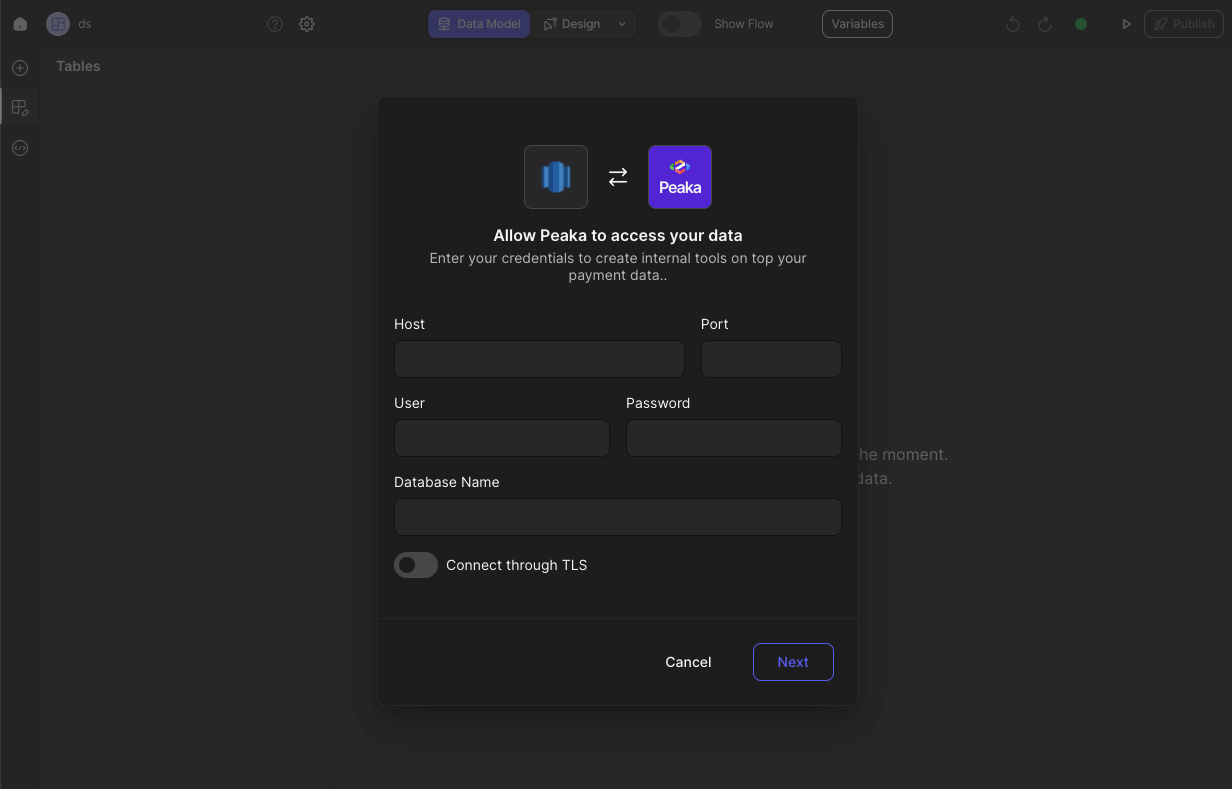 ds
Data Model
Design
Show Flow
Variables
Publish
Tables
Peaka
Allow Peaka to access your data
Enter your credentials to create internal tools on top your
payment data..
Host
Port
User
Password
he moment.
data.
Database Name
Connect through TLS
Cancel
Next